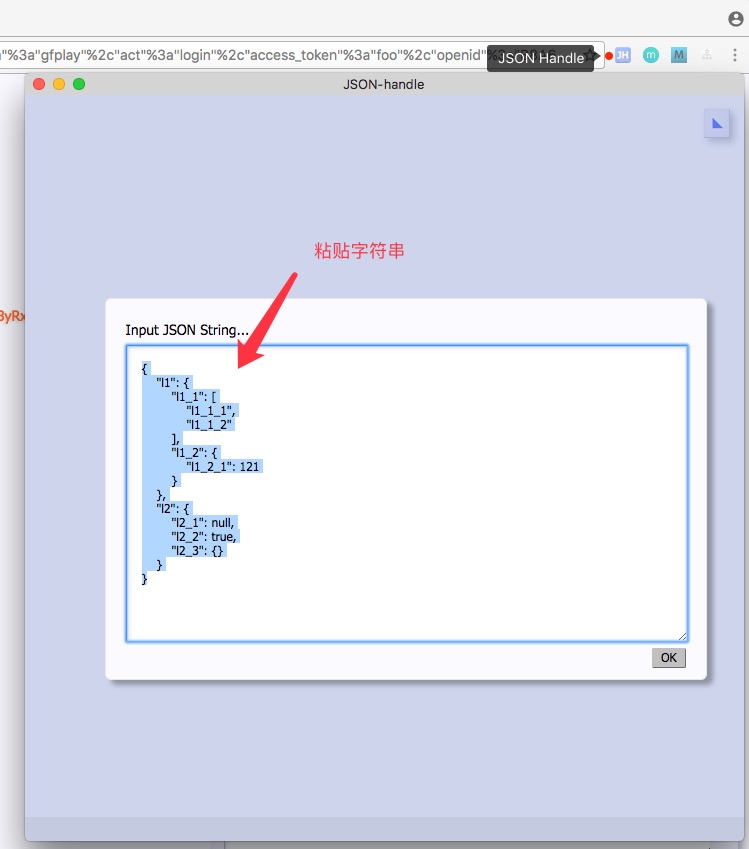 "%3a"gfplay"%2c"act"%3a"login"%2c"access_token"%3a"foo"%2c"openid"%
JSON Handle
JH
m
M
JSON-handle
粘贴字符串
3yRx
Input JSON String...
{
"l1": {
"l1_1": [
"l1_1_1",
"l1_1_2"
],
"l1_2": {
"l1_2_1": 121
}
},
"l2": {
"l2_1": null,
"l2_2": true,
"l2_3": {}
}
}
OK